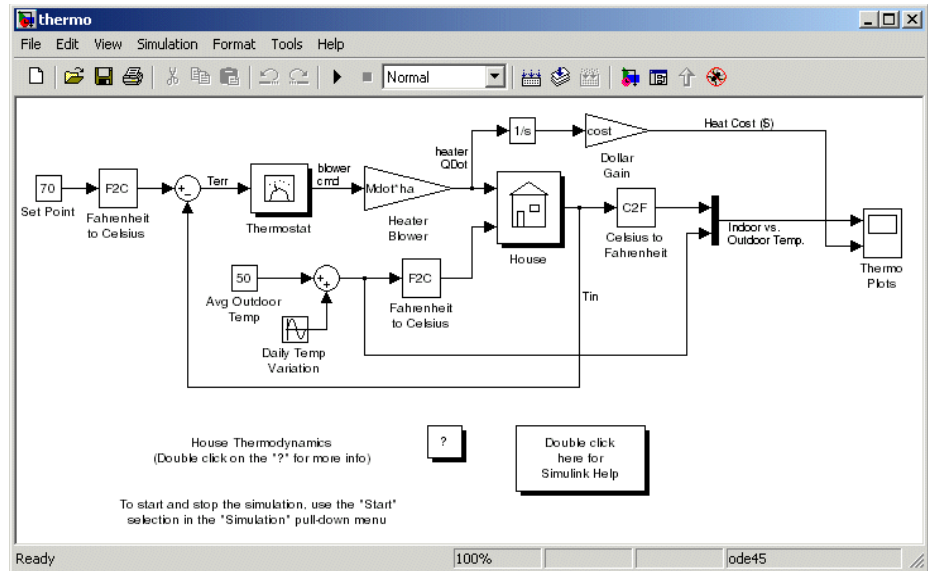 thermo
File Edit View Simulation Format Tools Help
Normal
1/s
cost
Heat Cost ($)
Dollar
Gain
heater
QDot
70
Set Point
F2C
Fahrenheit
to Celsius
+
-
Terr
Thermostat
blower
cmd
Mdot*ha
Heater
Blower
House
C2F
Celsius to
Fahrenheit
Indoor vs.
Outdoor Temp.
Thermo
Plots
50
Avg Outdoor
Temp
+
+
F2C
Fahrenheit
to Celsius
Tin
Daily Temp
Variation
House Thermodynamics
(Double click on the "?" for more info)
?
Double click
here for
Simulink Help
To start and stop the simulation, use the "Start"
selection in the "Simulation" pull-down menu
Ready 100% ode45